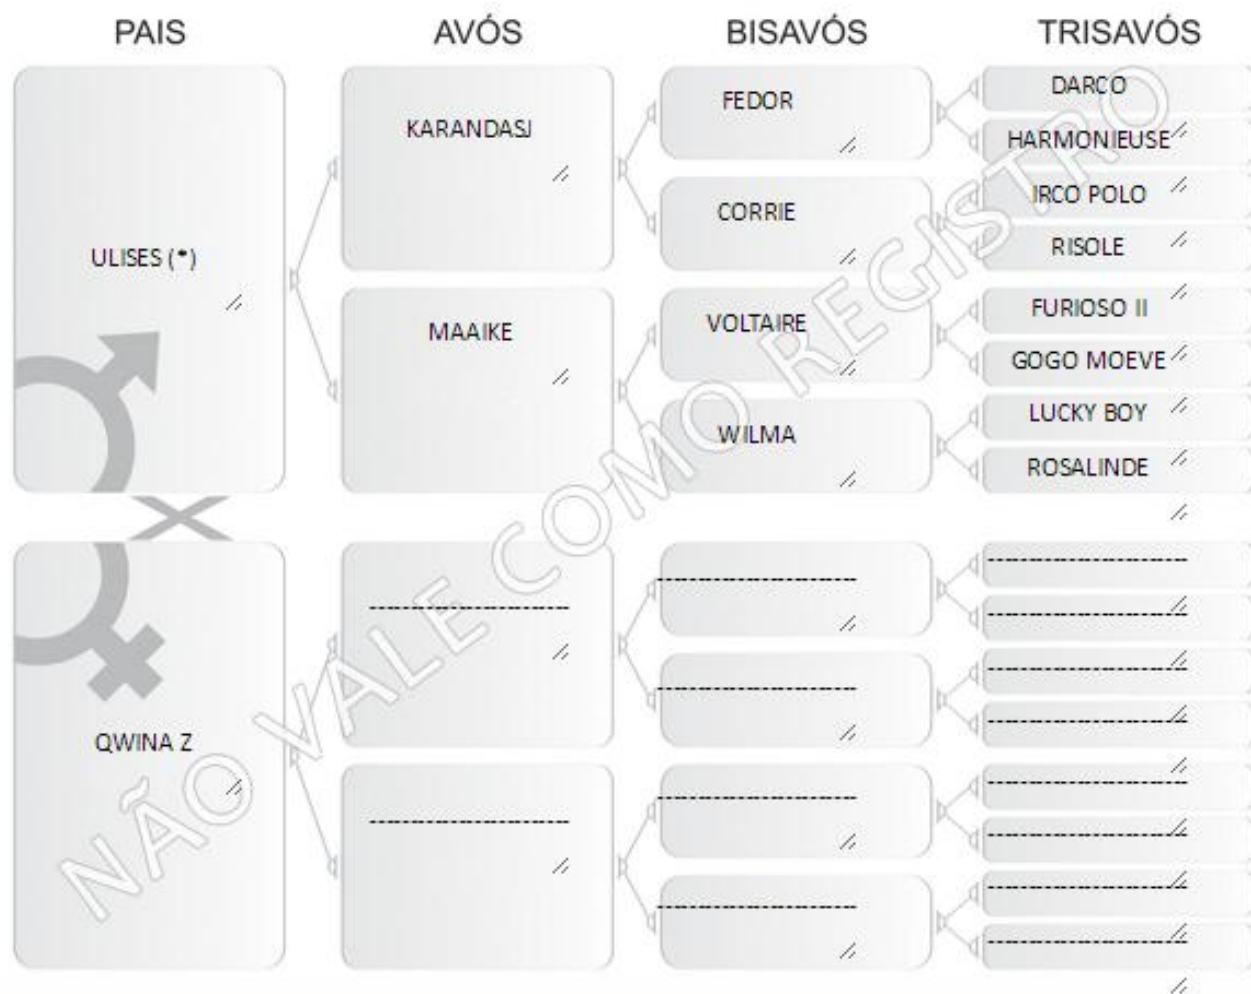 PAIS AVÓS BISAVÓS TRISAVÓS
ULISES (*)
KARANDASJ
MAAIKE
FEDOR
CORRIE
VOLTAIRE
WILMA
DARCO
HARMONIEUSE
IRCO POLO
RISOLE
FURIOSO II
GOGO MOEVE
LUCKY BOY
ROSALINDE
QWINA Z
NÃO VALE COMO REGISTRO